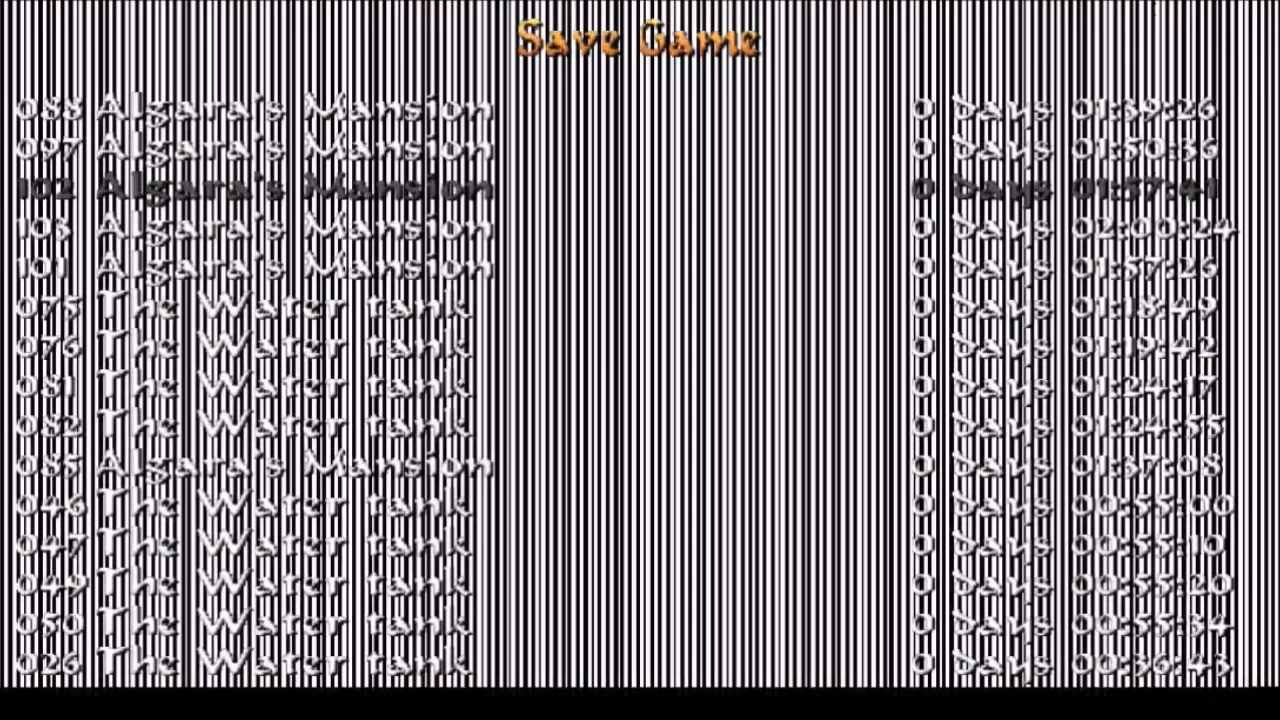 Save Game
088 Algara's Mansion 0 days 01:39:26
097 Algara's Mansion 0 days 01:50:36
102 Algara's Mansion 0 days 01:57:41
103 Algara's Mansion 0 days 02:00:24
101 Algara's Mansion 0 days 01:57:26
075 The Water tank 0 days 01:18:49
076 The Water tank 0 days 01:19:42
081 The Water tank 0 days 01:24:17
082 The Water tank 0 days 01:24:55
085 Algara's Mansion 0 days 01:37:08
046 The Water tank 0 days 00:55:00
047 The Water tank 0 days 00:55:10
049 The Water tank 0 days 00:55:20
050 The Water tank 0 days 00:55:34
026 The Water tank 0 days 00:36:43